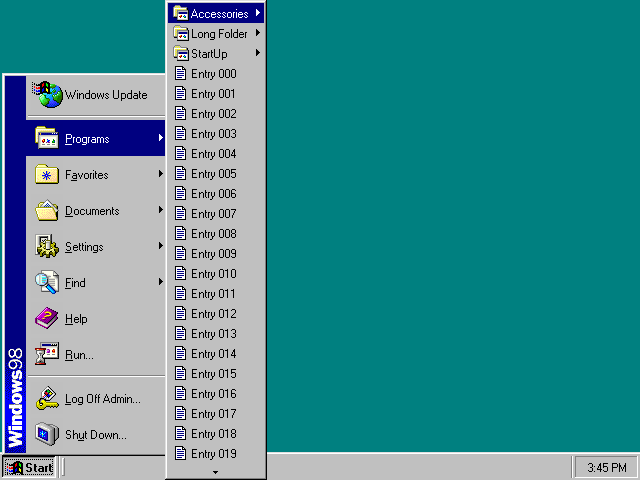 Windows Update
Programs
Favorites
Documents
Settings
Find
Help
Run...
Log Off Admin...
Shut Down...
Windows98
Accessories
Long Folder
StartUp
Entry 000
Entry 001
Entry 002
Entry 003
Entry 004
Entry 005
Entry 006
Entry 007
Entry 008
Entry 009
Entry 010
Entry 011
Entry 012
Entry 013
Entry 014
Entry 015
Entry 016
Entry 017
Entry 018
Entry 019
Start
3:45 PM